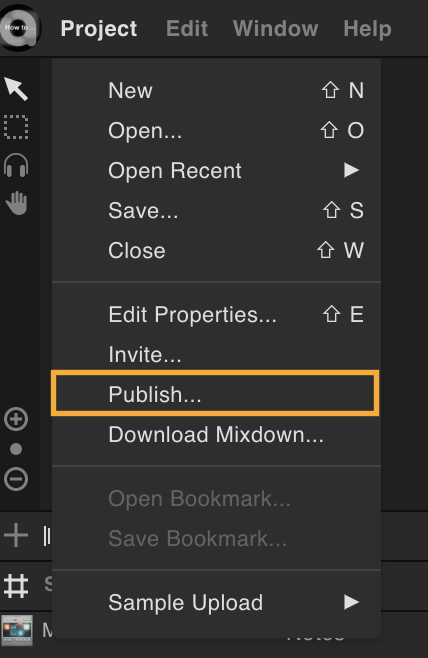 How to ...
Project Edit Window Help
New ⇧ N
Open... ⇧ O
Open Recent ▶
Save... ⇧ S
Close ⇧ W
Edit Properties... ⇧ E
Invite...
Publish...
Download Mixdown...
Open Bookmark...
Save Bookmark...
S
Sample Upload ▶
M
Notes